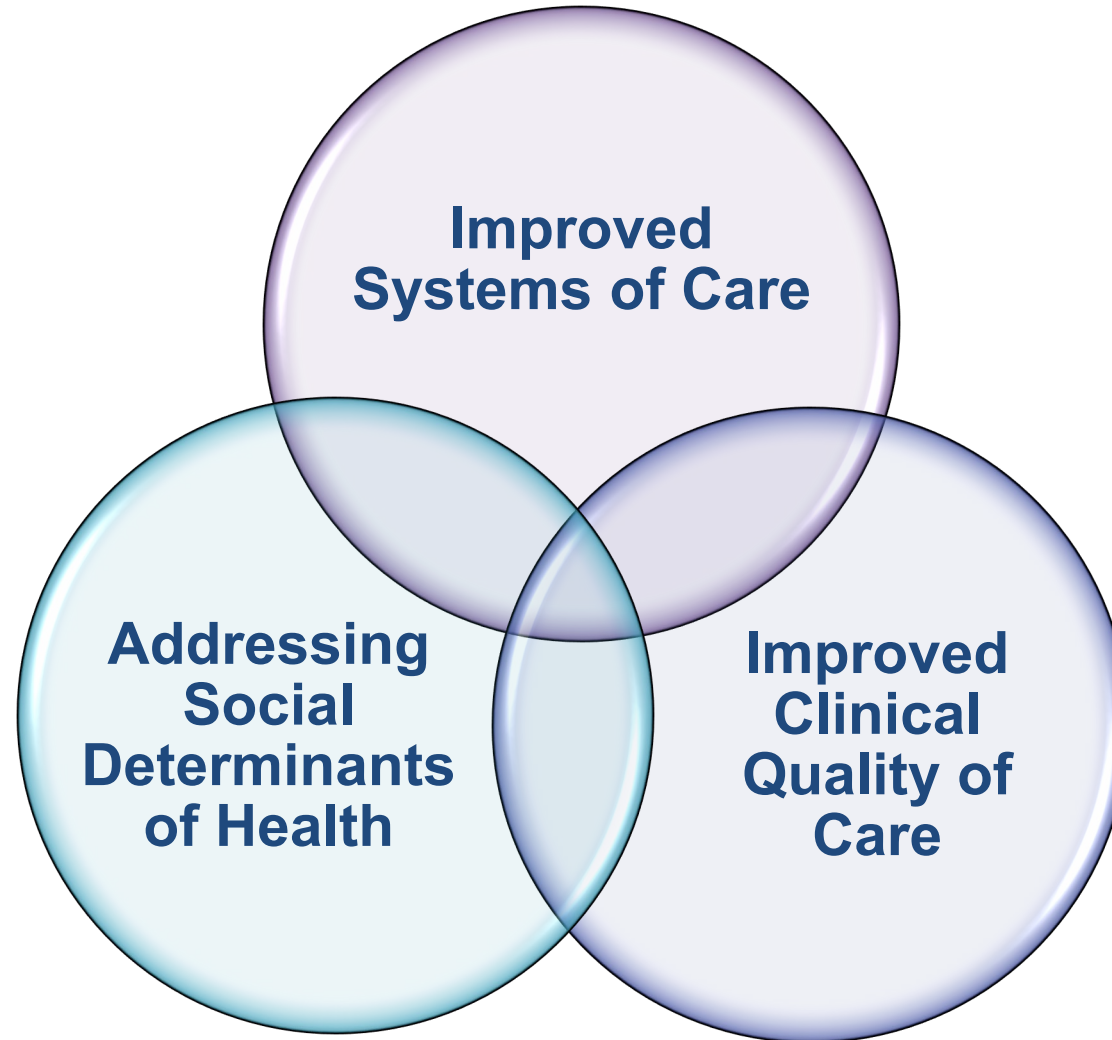 Improved
Systems of Care
Addressing
Social
Determinants
of Health
Improved
Clinical
Quality of
Care